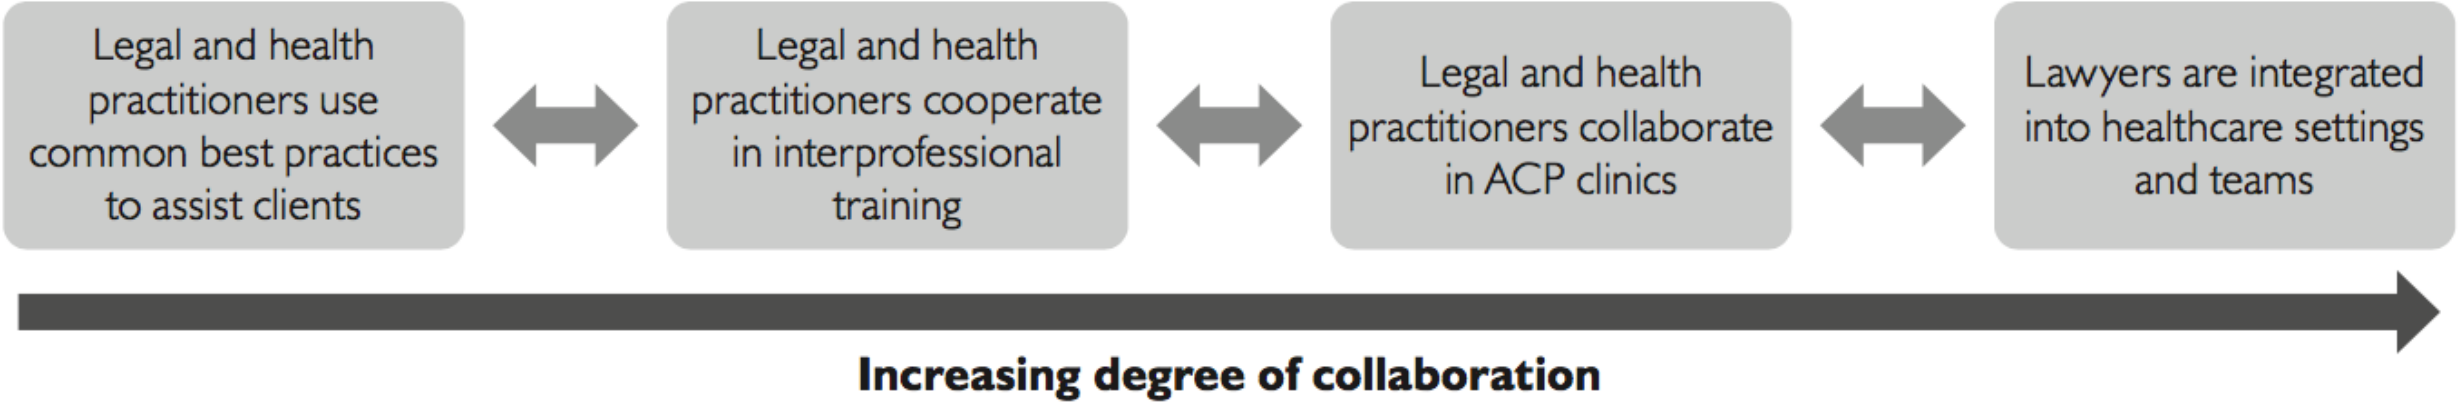 Legal and health
practitioners use
common best practices
to assist clients
Legal and health
practitioners cooperate
in interprofessional
training
Legal and health
practitioners collaborate
in ACP clinics
Lawyers are integrated
into healthcare settings
and teams
Increasing degree of collaboration